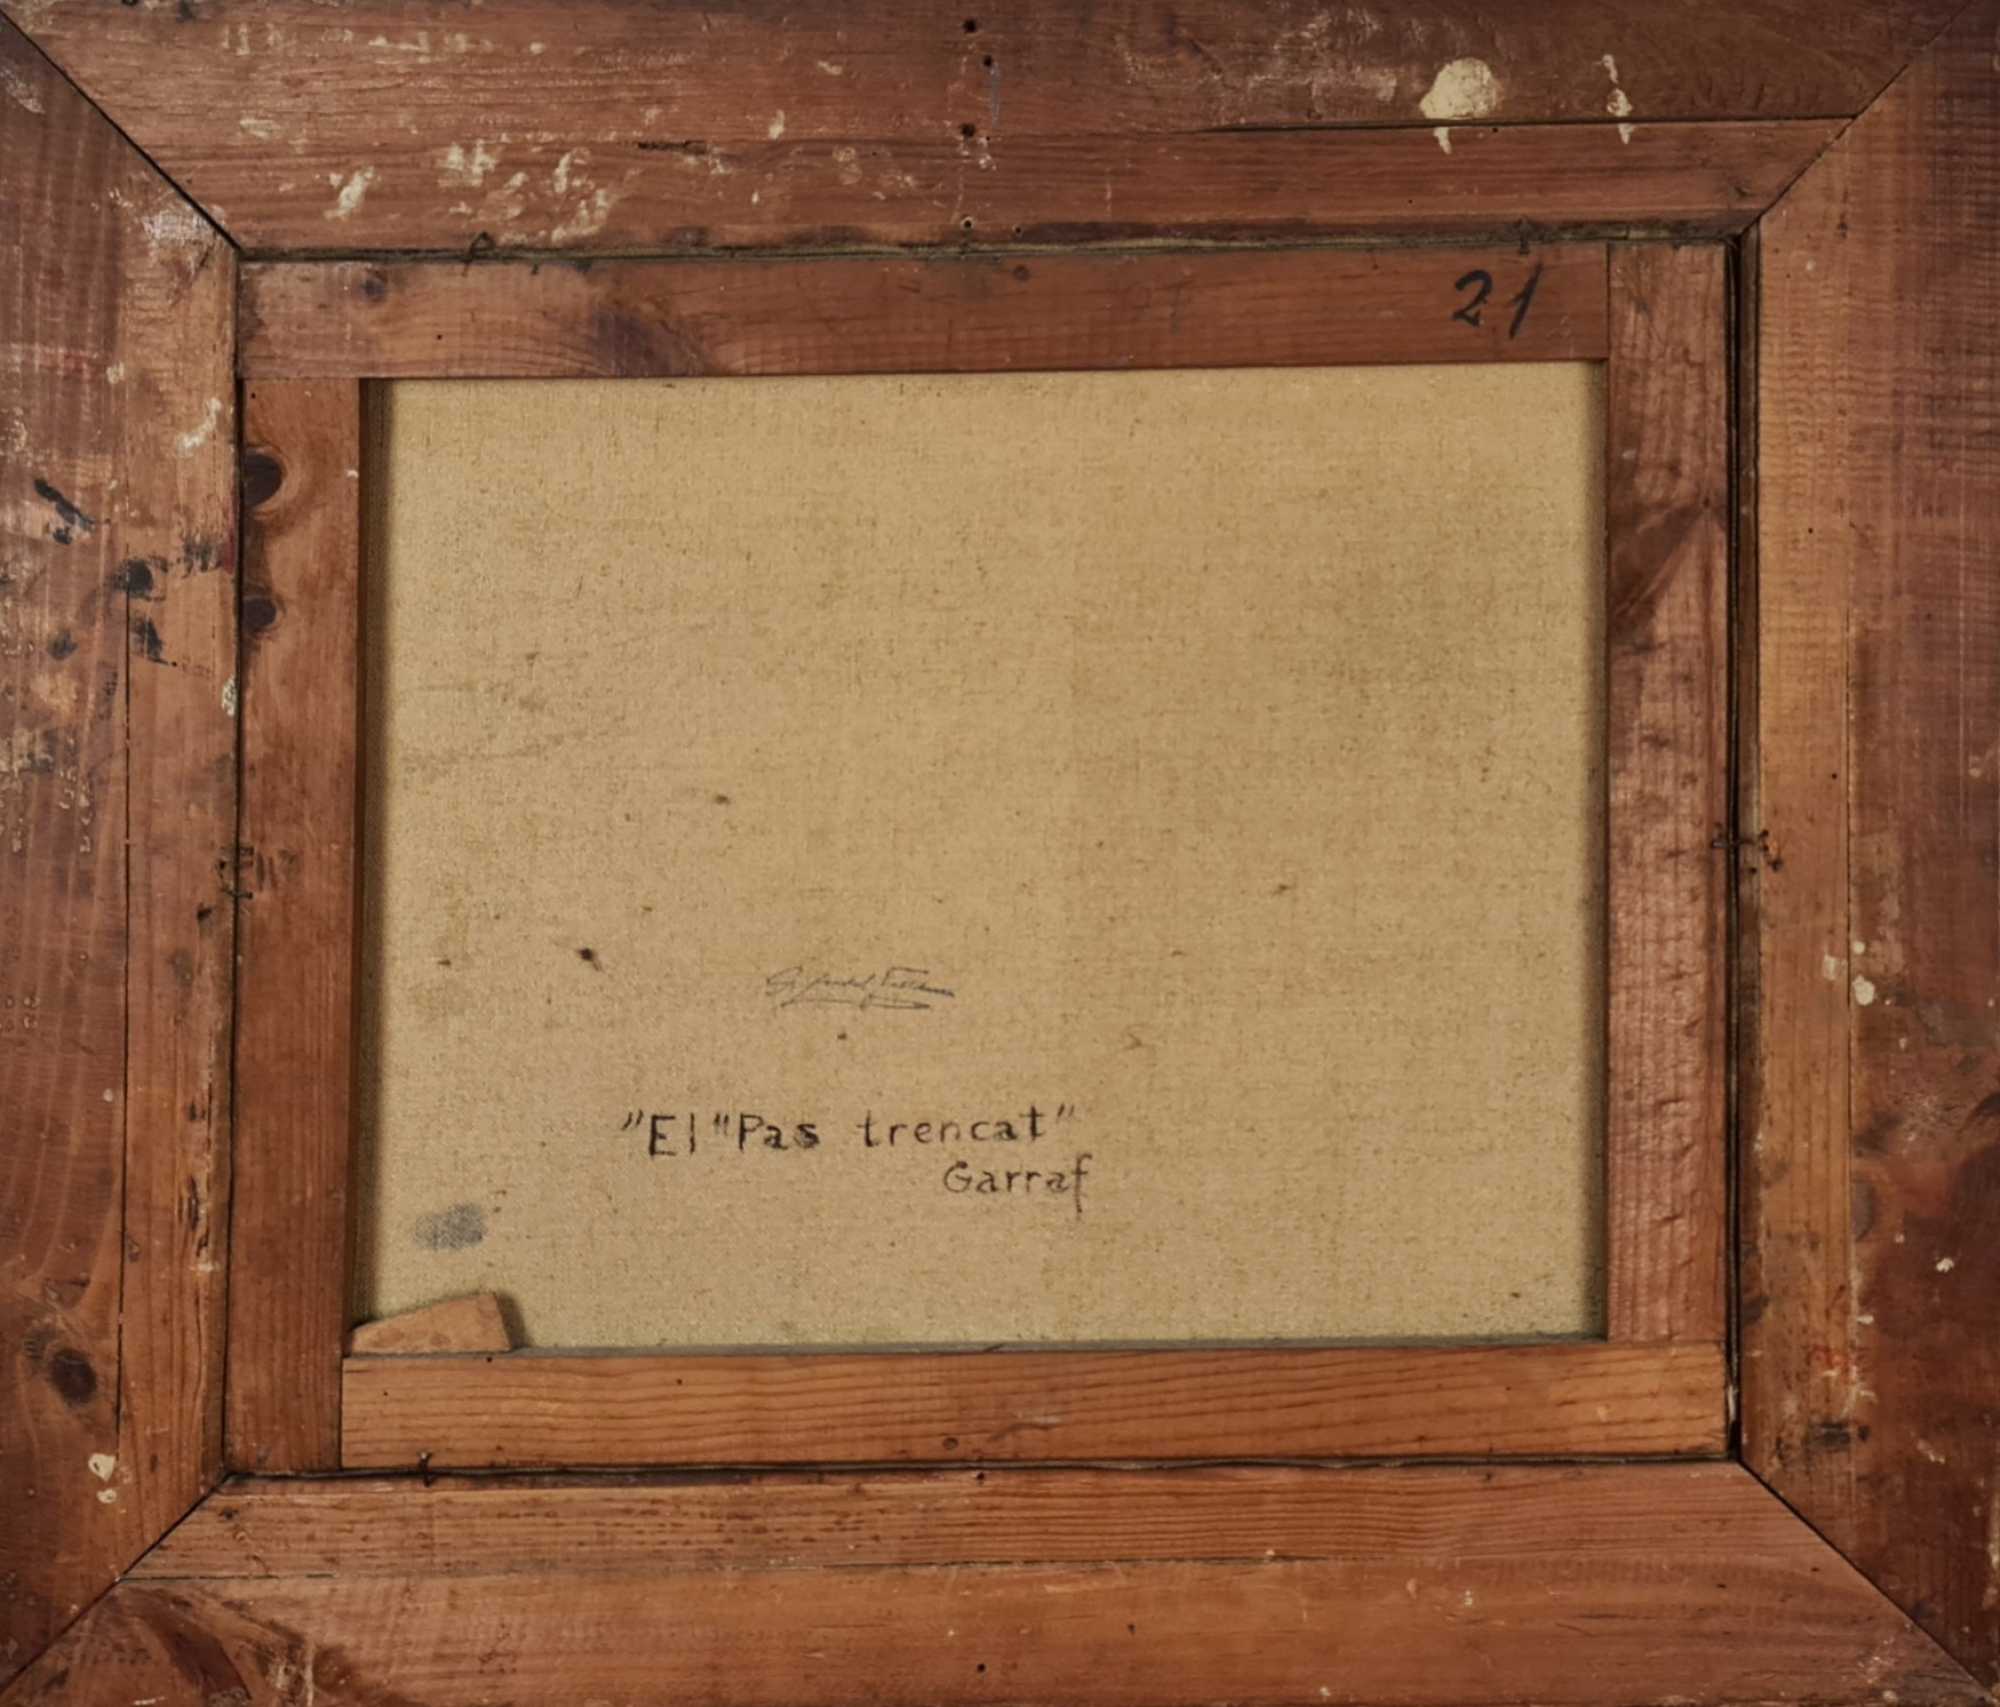 21
"El "Pas trencat"
Garraf